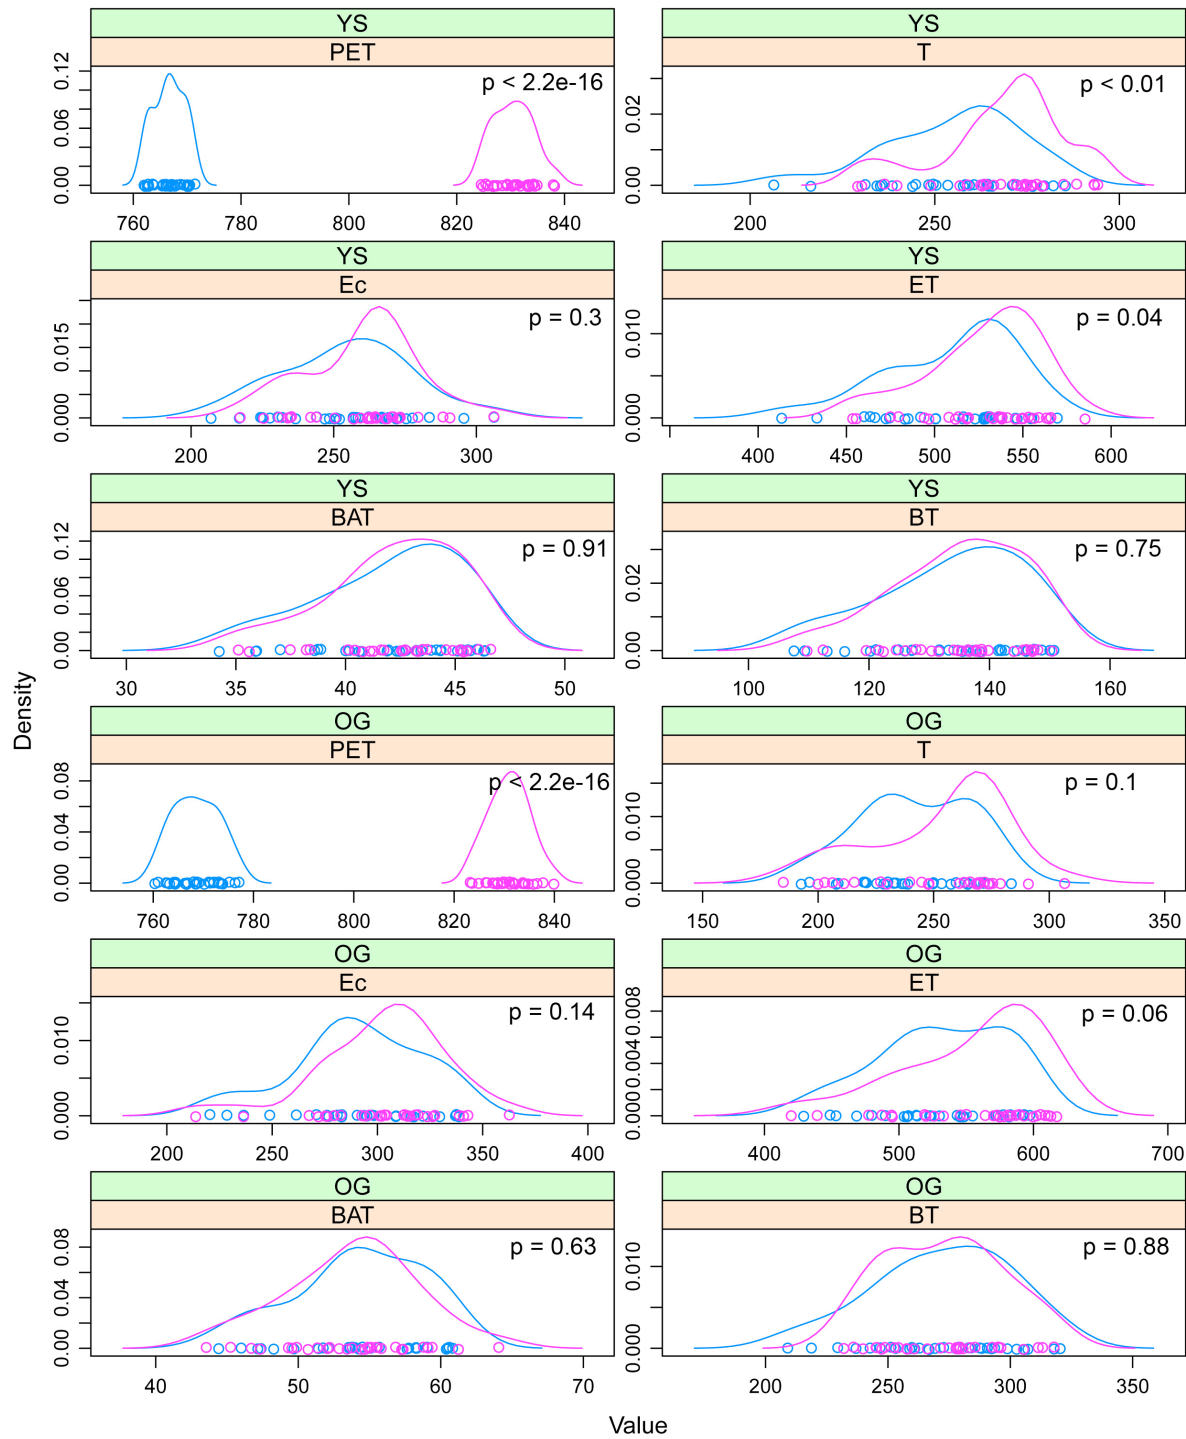 YS
PET
p < 2.2e-16
0.00 0.06 0.12
760 780 800 820 840
YS
T
p < 0.01
0.00 0.02
200 250 300
YS
Ec
p = 0.3
0.000 0.015
200 250 300
YS
ET
p = 0.04
0.000 0.010
400 450 500 550 600
YS
BAT
p = 0.91
0.00 0.06 0.12
30 35 40 45 50
YS
BT
p = 0.75
0.00 0.02
100 120 140 160
Density
OG
PET
p < 2.2e-16
0.00 0.04 0.08
760 780 800 820 840
OG
T
p = 0.1
0.000 0.010
150 200 250 300 350
OG
Ec
p = 0.14
0.000 0.010
200 250 300 350 400
OG
ET
p = 0.06
0.000 0.004 0.008
400 500 600 700
OG
BAT
p = 0.63
0.00 0.04 0.08
40 50 60 70
OG
BT
p = 0.88
0.000 0.010
200 250 300 350
Value